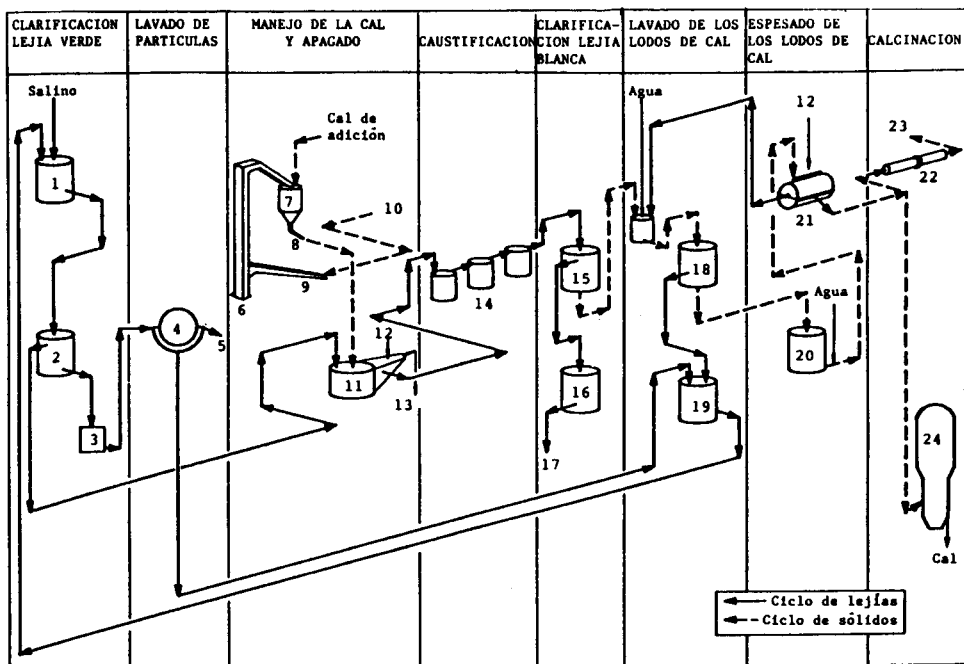 CLARIFICACION
LEJIA VERDE
LAVADO DE
PARTICULAS
MANEJO DE LA CAL
Y APAGADO
CAUSTIFICACION
CLARIFICA-
CION LEJIA
BLANCA
LAVADO DE LOS
LODOS DE CAL
ESPESADO DE
LOS LODOS DE
CAL
CALCINACION
Salino
Cal de
adición
Agua
12
23
1
7
10
22
21
8
9
6
14
15
18
Agua
2
4
5
12
11
13
16
19
20
3
17
24
Cal
Ciclo de lejías
Ciclo de sólidos